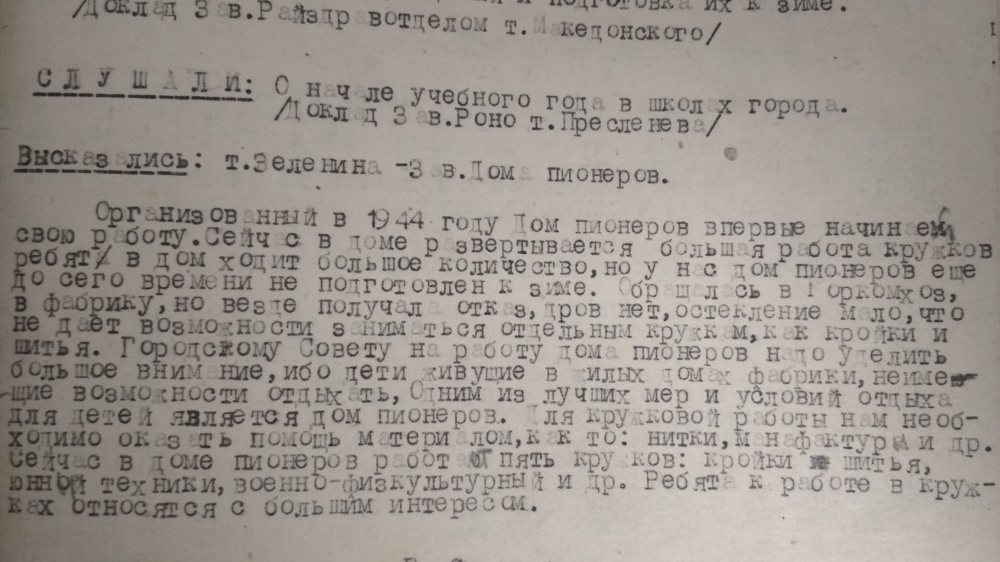 подготовка их к зиме.
/Доклад Зав.Райздравотделом т.Македонского/
СЛУШАЛИ: О начале учебного года в школах города.
/Доклад Зав.Роно т.Пресленева/
Высказались: т.Зеленина -Зав.Дома пионеров.
Организованный в 1944 году Дом пионеров впервые начинает
свою работу.Сейчас в доме развертывается большая работа кружков
ребят в дом ходит большое количество,но у нас дом пионеров еще
до сего времени не подготовлен к зиме. Обращалась в Горкомхоз,
в фабрику,но везде получала отказ,дров нет,остекление мало,что
не дает возможности заниматься отдельным кружкам,как кройки и
шитья. Городскому Совету на работу дома пионеров надо уделить
большое внимание,ибо дети живущие в жилых домах фабрики,неиме-
щие возможности отдыхать,Одним из лучших мер и условий отдыха
для детей является дом пионеров. Для кружковой работы нам необ-
ходимо оказать помощь материалом,как то: нитки,манафактура и др.
Сейчас в доме пионеров работает пять кружков: кройки и шитья,
юнной техники,военно-физкультурный и др. Ребята к работе в круж-
ках относятся с большим интересом.